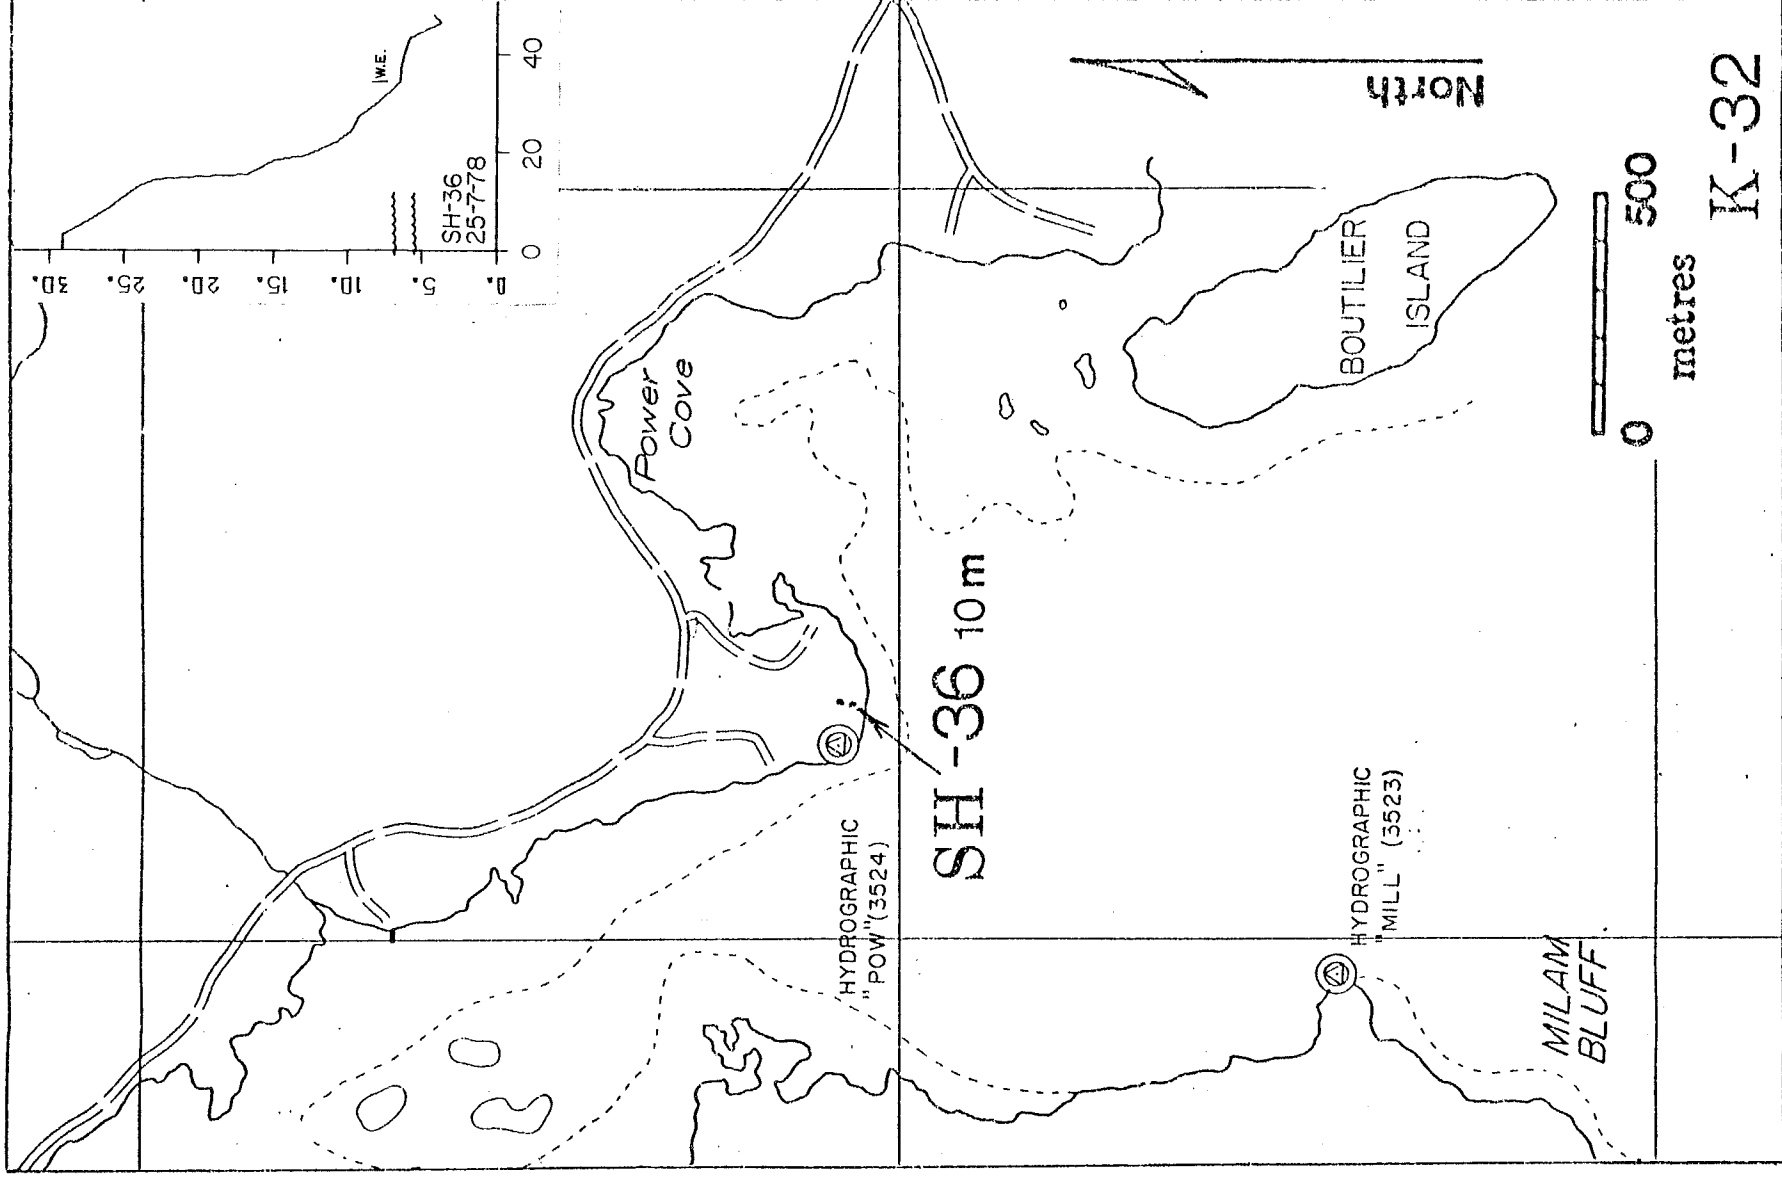 30.
25.
20.
15.
10.
5.
0.
0
20
40
W.E.
SH-36
25-7-78
North
Power
Cove
BOUTILIER
ISLAND
SH-36 10 m
HYDROGRAPHIC
"POW" (3524)
HYDROGRAPHIC
"MILL" (3523)
MILAM
BLUFF
0
500
metres
K-32